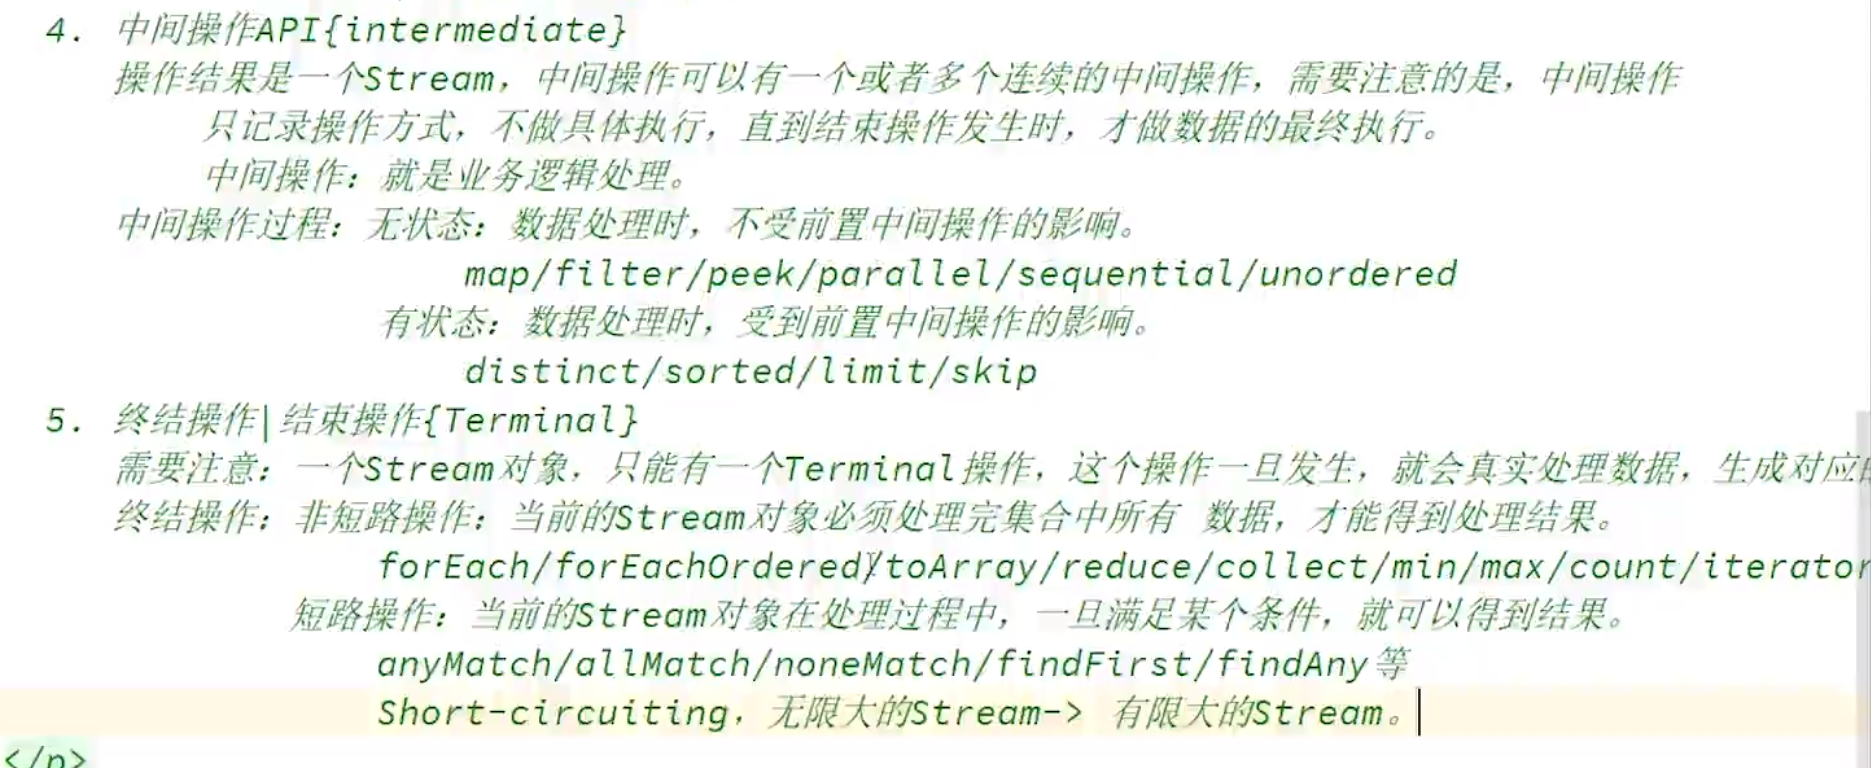 4. 中间操作API{intermediate}
操作结果是一个Stream，中间操作可以有一个或者多个连续的中间操作，需要注意的是，中间操作
只记录操作方式，不做具体执行，直到结束操作发生时，才做数据的最终执行。
中间操作：就是业务逻辑处理。
中间操作过程：无状态：数据处理时，不受前置中间操作的影响。
map/filter/peek/parallel/sequential/unordered
有状态：数据处理时，受到前置中间操作的影响。
distinct/sorted/limit/skip
5. 终结操作|结束操作{Terminal}
需要注意：一个Stream对象，只能有一个Terminal操作，这个操作一旦发生，就会真实处理数据，生成对应
终结操作：非短路操作：当前的Stream对象必须处理完集合中所有 数据，才能得到处理结果。
forEach/forEachOrdered/toArray/reduce/collect/min/max/count/iterator
短路操作：当前的Stream对象在处理过程中，一旦满足某个条件，就可以得到结果。
anyMatch/allMatch/noneMatch/findFirst/findAny等
Short-circuiting，无限大的Stream-> 有限大的Stream。
</p>